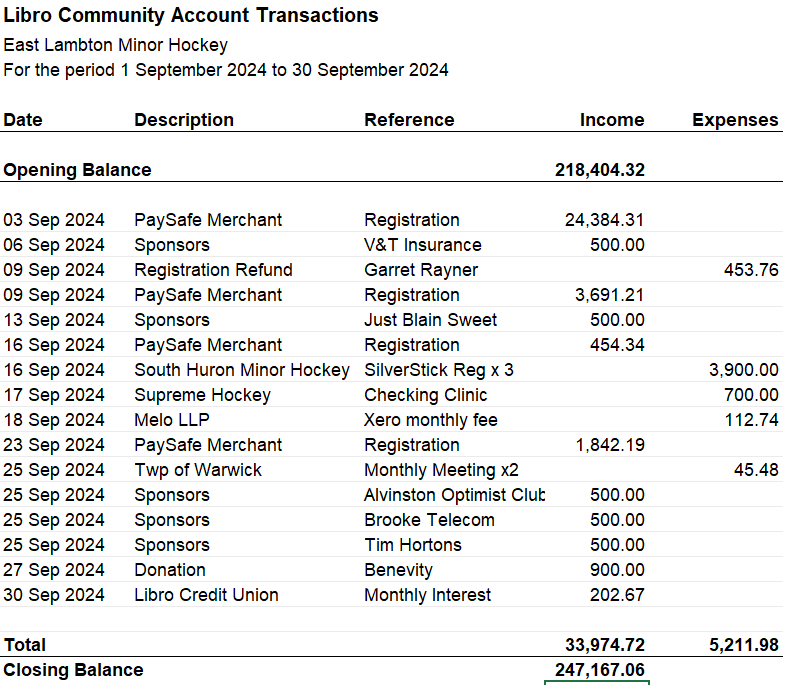 Libro Community Account Transactions
East Lambton Minor Hockey
For the period 1 September 2024 to 30 September 2024
Date Description Reference Income Expenses
Opening Balance 218,404.32
03 Sep 2024 PaySafe Merchant Registration 24,384.31
06 Sep 2024 Sponsors V&T Insurance 500.00
09 Sep 2024 Registration Refund Garret Rayner 453.76
09 Sep 2024 PaySafe Merchant Registration 3,691.21
13 Sep 2024 Sponsors Just Blain Sweet 500.00
16 Sep 2024 PaySafe Merchant Registration 454.34
16 Sep 2024 South Huron Minor Hockey SilverStick Reg x 3 3,900.00
17 Sep 2024 Supreme Hockey Checking Clinic 700.00
18 Sep 2024 Melo LLP Xero monthly fee 112.74
23 Sep 2024 PaySafe Merchant Registration 1,842.19
25 Sep 2024 Twp of Warwick Monthly Meeting x2 45.48
25 Sep 2024 Sponsors Alvinston Optimist Club 500.00
25 Sep 2024 Sponsors Brooke Telecom 500.00
25 Sep 2024 Sponsors Tim Hortons 500.00
27 Sep 2024 Donation Benevity 900.00
30 Sep 2024 Libro Credit Union Monthly Interest 202.67
Total 33,974.72 5,211.98
Closing Balance 247,167.06